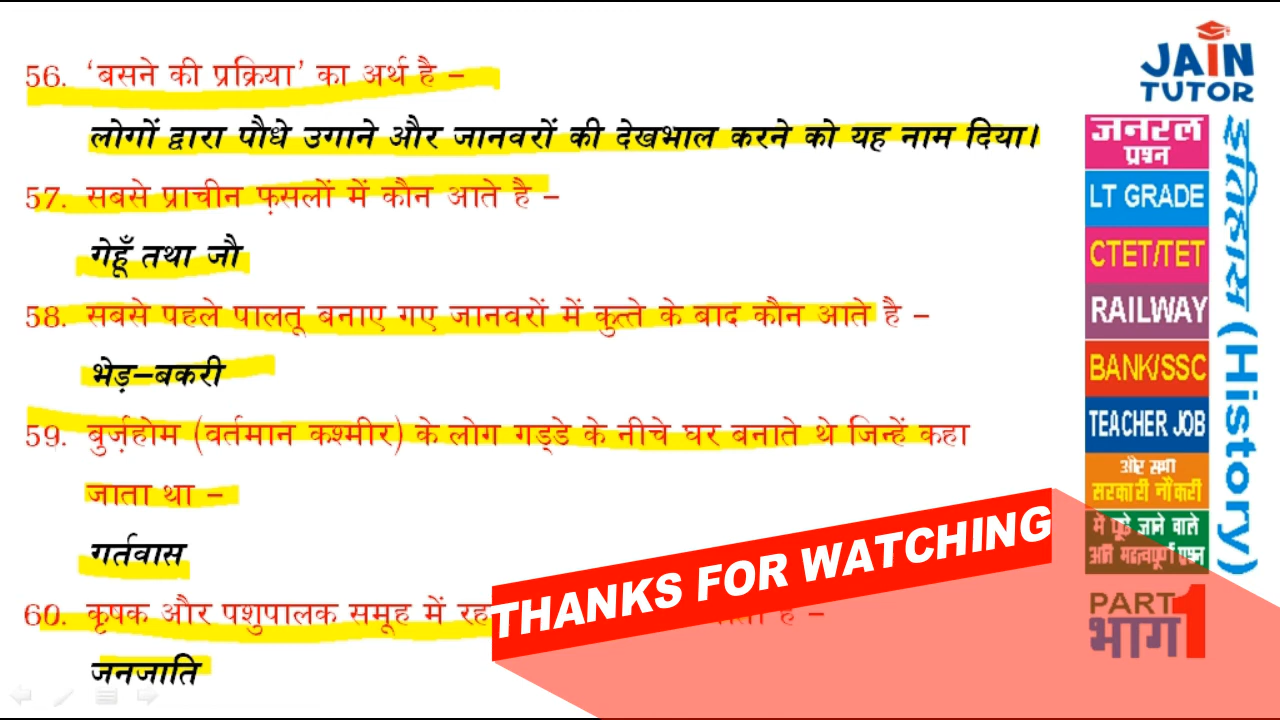 56. ‘बसने की प्रक्रिया’ का अर्थ है –
लोगों द्वारा पौधे उगाने और जानवरों की देखभाल करने को यह नाम दिया।
57. सबसे प्राचीन फ़सलों में कौन आते है –
गेहूँ तथा जौ
58. सबसे पहले पालतू बनाए गए जानवरों में कुत्ते के बाद कौन आते है –
भेड़–बकरी
59. बुर्ज़होम (वर्तमान कश्मीर) के लोग गड्डे के नीचे घर बनाते थे जिन्हें कहा
जाता था –
गर्तवास
60. कृषक और पशुपालक समूह में रह है –
जनजाति
THANKS FOR WATCHING
JAIN
TUTOR
जनरल
प्रश्न
LT GRADE
CTET/TET
RAILWAY
BANK/SSC
TEACHER JOB
और सभी
सरकारी नौकरी
में पूछे जाने वाले
अति महत्वपूर्ण प्रश्न
इतिहास (History)
PART 1
भाग